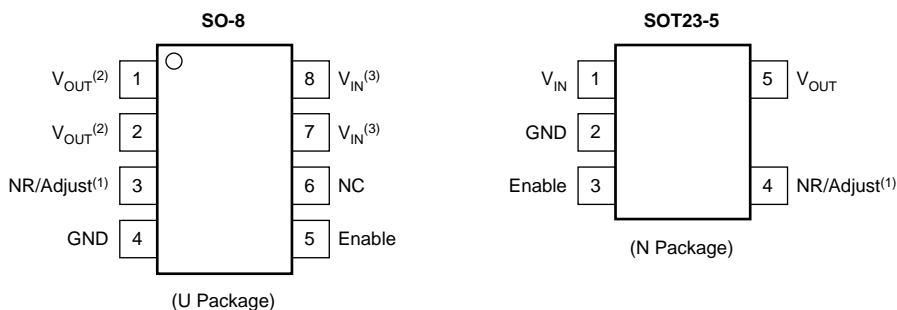 SO-8
V_OUT(2) 1 8 V_IN(3)
V_OUT(2) 2 7 V_IN(3)
NR/Adjust(1) 3 6 NC
GND 4 5 Enable
(U Package)
SOT23-5
V_IN 1 5 V_OUT
GND 2
Enable 3 4 NR/Adjust(1)
(N Package)